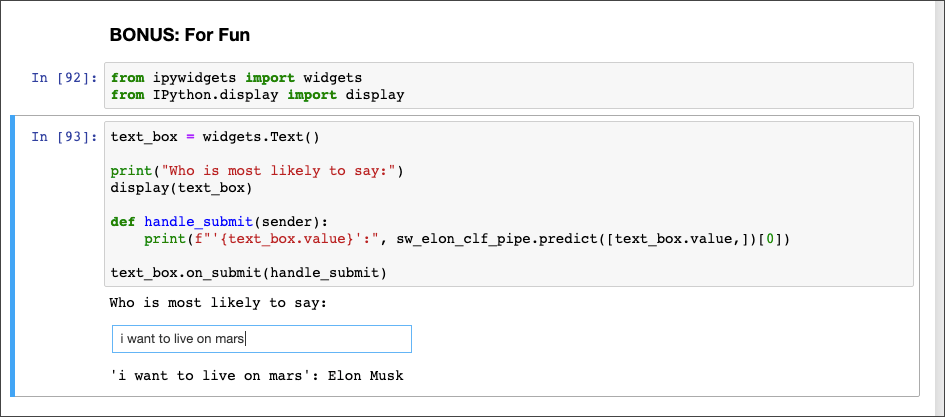 BONUS: For Fun
In [92]: from ipywidgets import widgets
from IPython.display import display
In [93]: text_box = widgets.Text()
print("Who is most likely to say:")
display(text_box)
def handle_submit(sender):
    print(f"'{text_box.value}':", sw_elon_clf_pipe.predict([text_box.value,])[0])
text_box.on_submit(handle_submit)
Who is most likely to say:
i want to live on mars
'i want to live on mars': Elon Musk